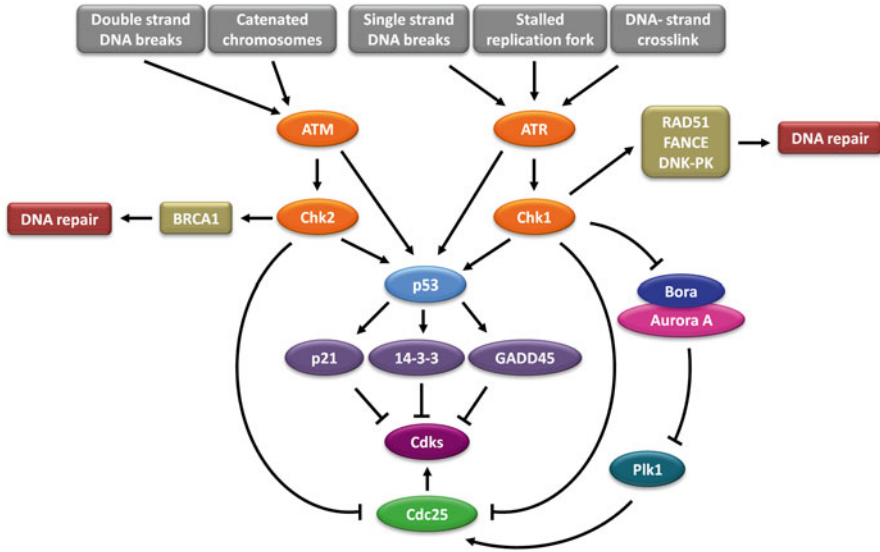 Double strand
DNA breaks
Catenated
chromosomes
Single strand
DNA breaks
Stalled
replication fork
DNA- strand
crosslink
ATM
ATR
RAD51
FANCE
DNK-PK
DNA repair
DNA repair
BRCA1
Chk2
Chk1
p53
Bora
Aurora A
p21
14-3-3
GADD45
Cdks
Plk1
Cdc25